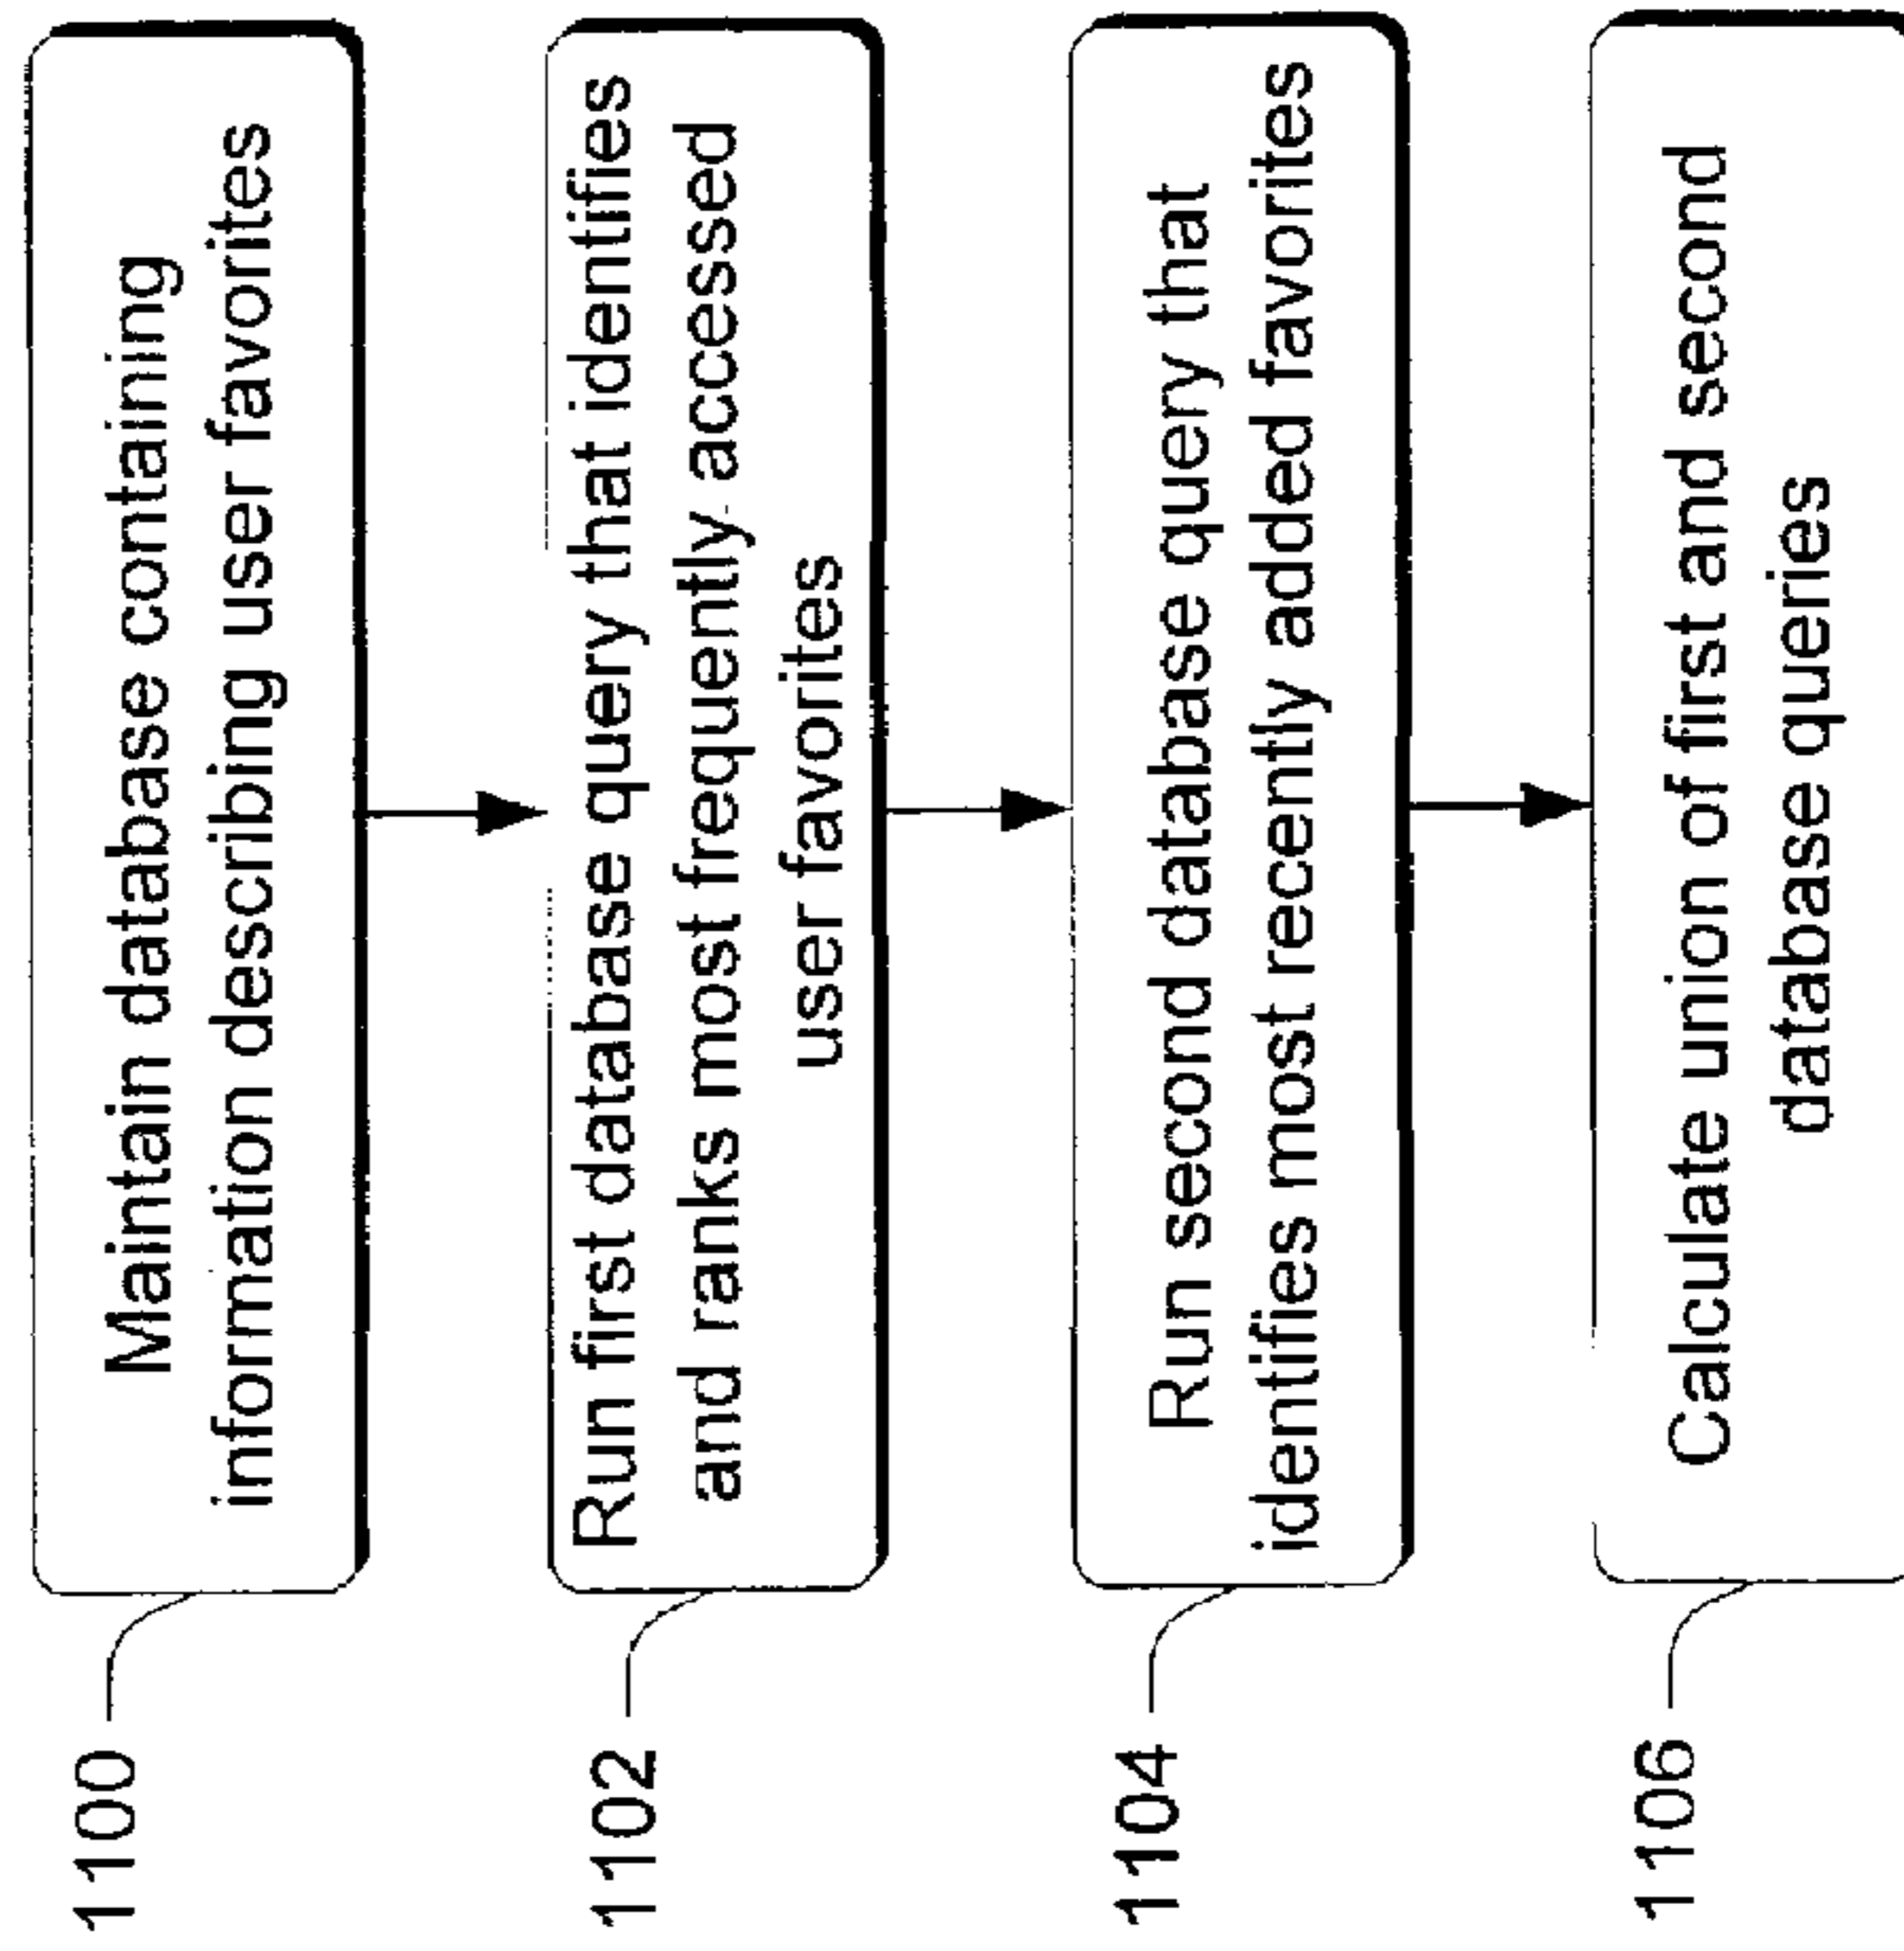 1100
Maintain database containing
information describing user favorites
1102
Run first database query that identifies
and ranks most frequently accessed
user favorites
1104
Run second database query that
identifies most recently added favorites
1106
Calculate union of first and second
database queries